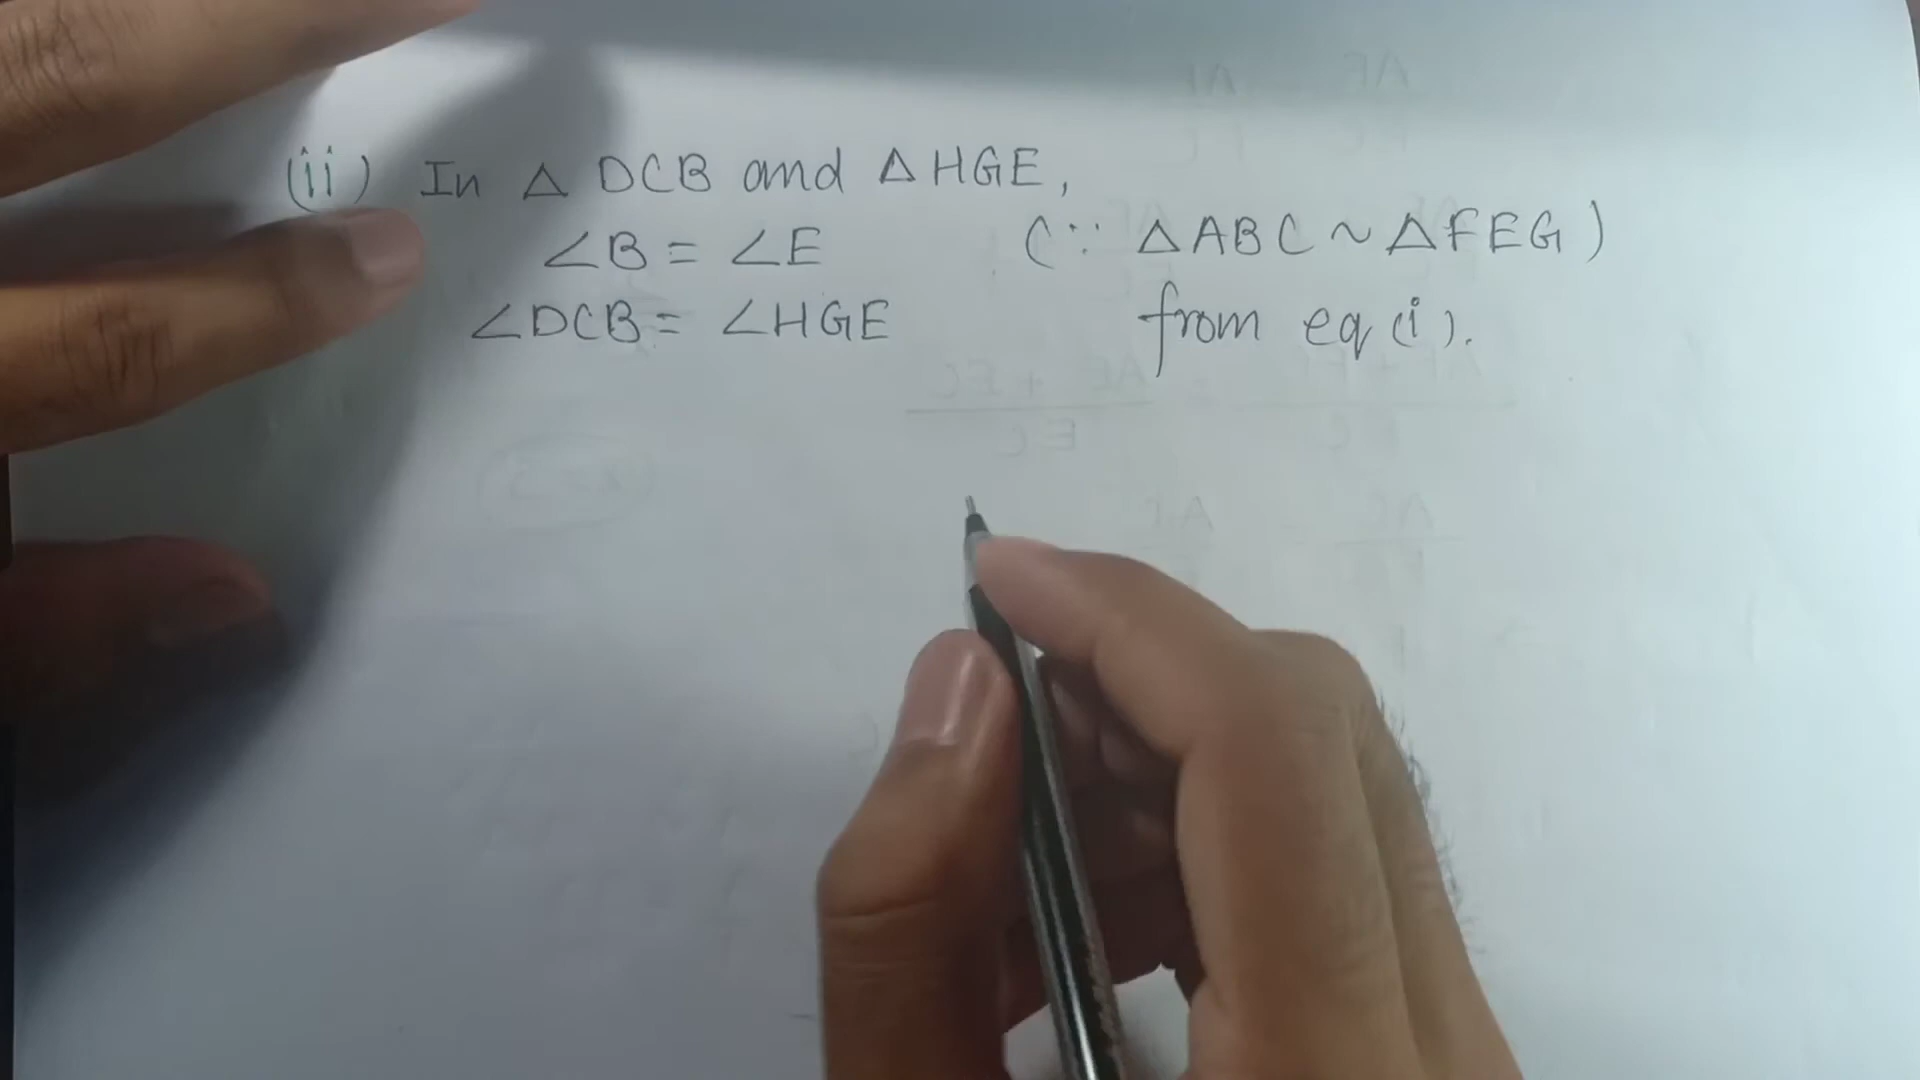 (ii) In △ DCB and △HGE,
∠B = ∠E (∵ △ABC ~ △FEG)
∠DCB = ∠HGE from eq (i).